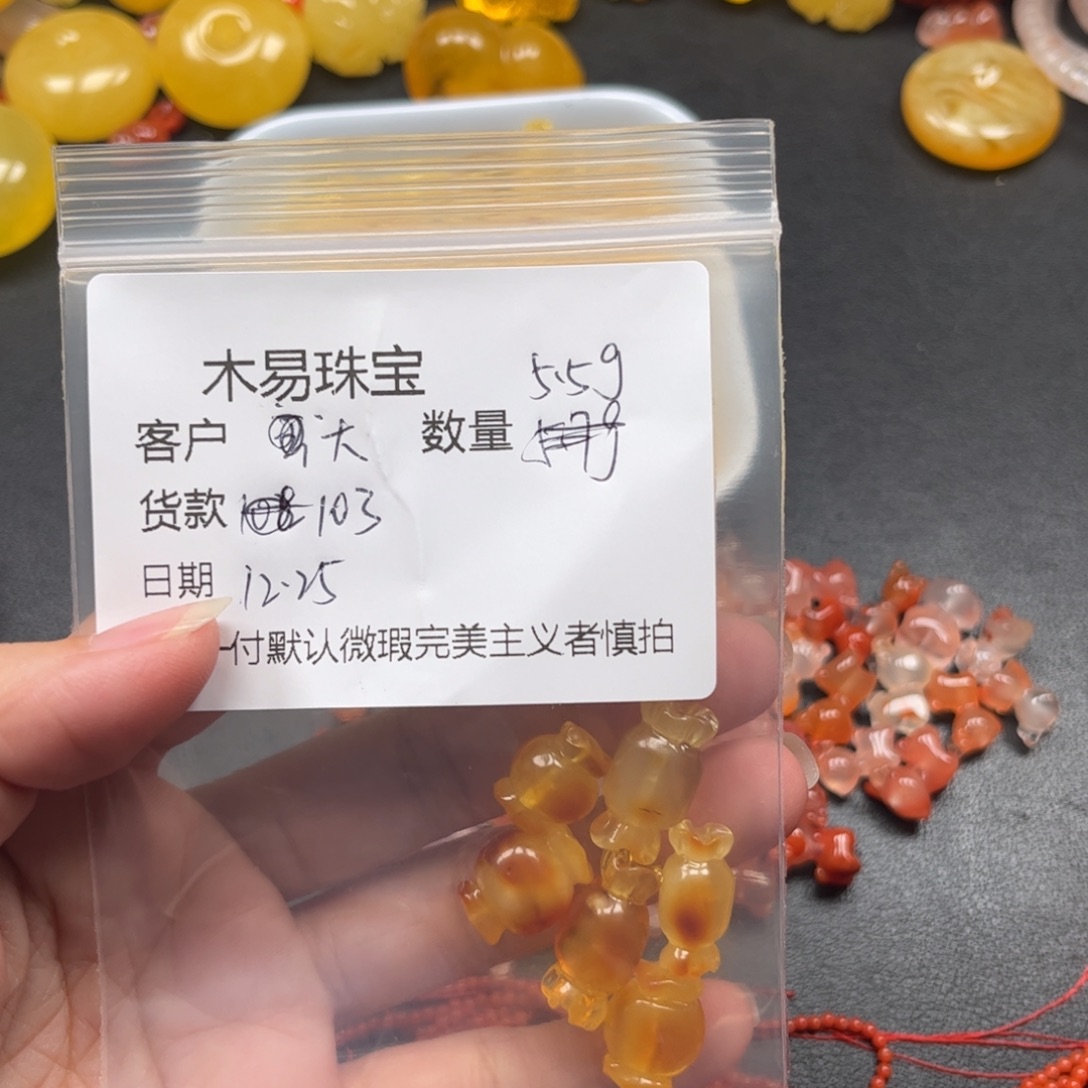 木易珠宝 5.5g
客户 大 数量
货款 103
日期 12.25
付默认微瑕完美主义者慎拍